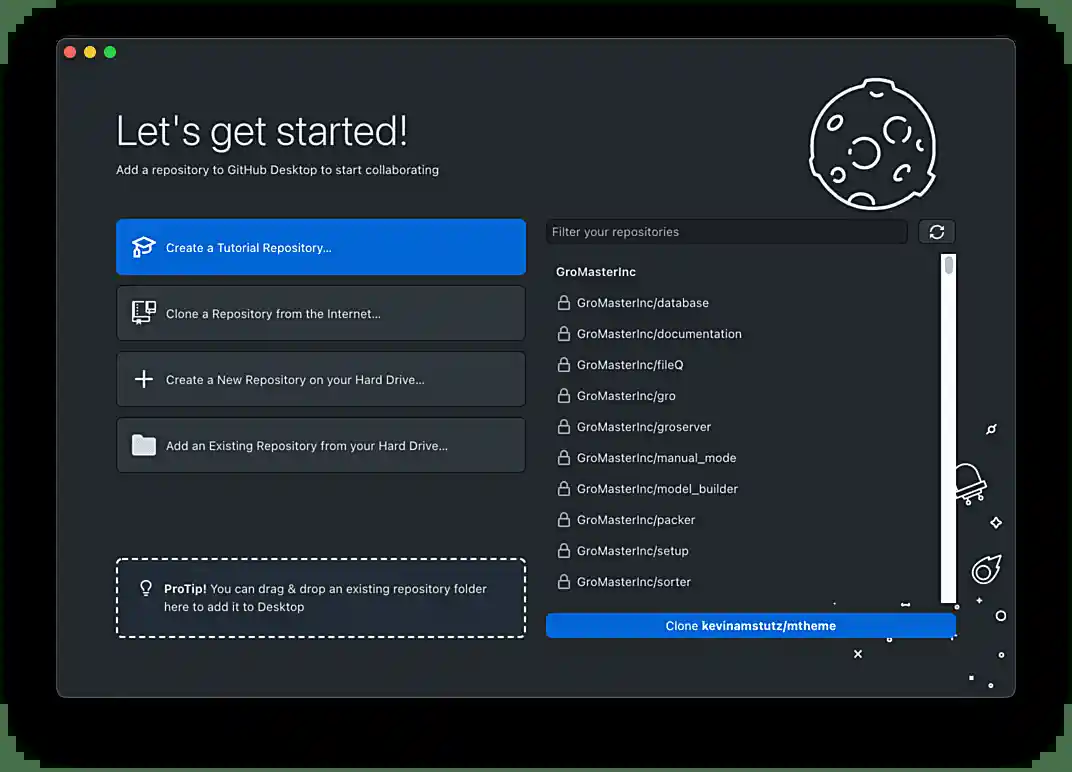 Let's get started!
Add a repository to GitHub Desktop to start collaborating
Create a Tutorial Repository...
Clone a Repository from the Internet...
Create a New Repository on your Hard Drive...
Add an Existing Repository from your Hard Drive...
ProTip! You can drag & drop an existing repository folder
here to add it to Desktop
Filter your repositories
GroMasterInc
GroMasterInc/database
GroMasterInc/documentation
GroMasterInc/fileQ
GroMasterInc/gro
GroMasterInc/groserver
GroMasterInc/manual_mode
GroMasterInc/model_builder
GroMasterInc/packer
GroMasterInc/setup
GroMasterInc/sorter
Clone kevinamstutz/mtheme